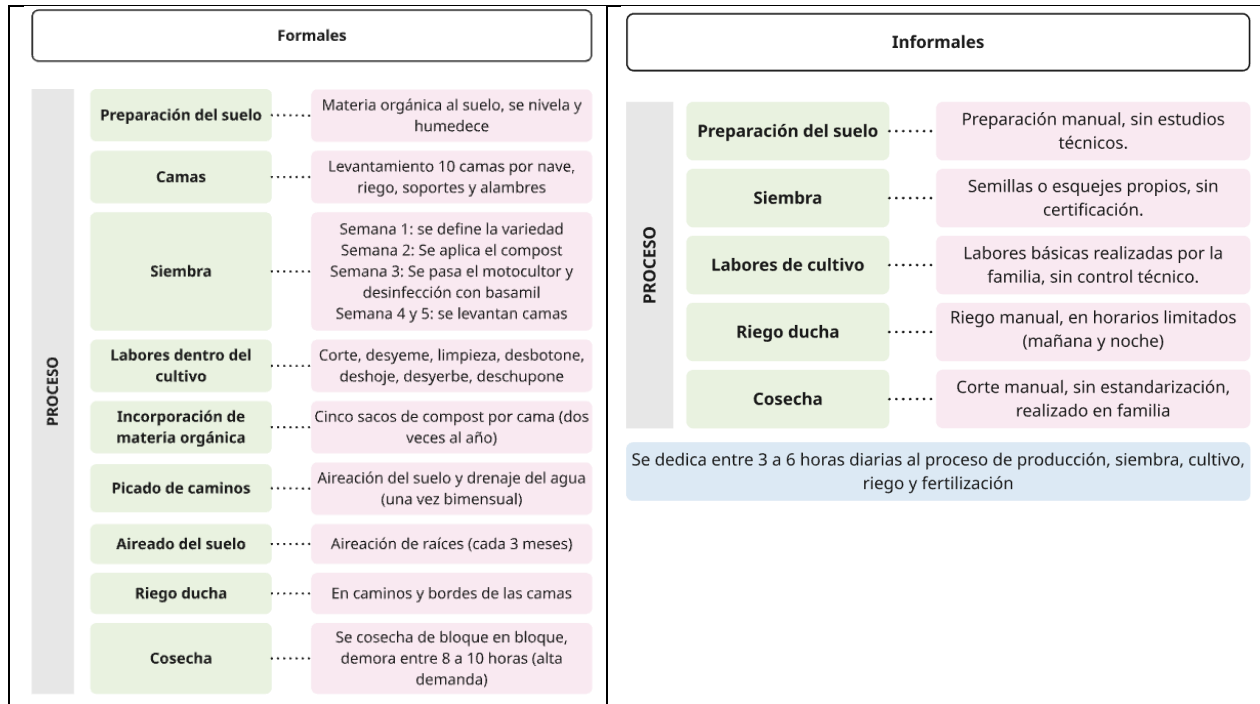 Formales
PROCESO
Preparación del suelo
Materia orgánica al suelo, se nivela y
humedece
Camas
Levantamiento 10 camas por nave,
riego, soportes y alambres
Siembra
Semana 1: se define la variedad
Semana 2: Se aplica el compost
Semana 3: Se pasa el motocultor y
desinfección con basamil
Semana 4 y 5: se levantan camas
Labores dentro del
cultivo
Corte, desyeme, limpieza, desbotone,
deshoje, desyerbe, deschupone
Incorporación de
materia orgánica
Cinco sacos de compost por cama (dos
veces al año)
Picado de caminos
Aireación del suelo y drenaje del agua
(una vez bimensual)
Aireado del suelo
Aireación de raíces (cada 3 meses)
Riego ducha
En caminos y bordes de las camas
Cosecha
Se cosecha de bloque en bloque,
demora entre 8 a 10 horas (alta
demanda)
Informales
PROCESO
Preparación del suelo
Preparación manual, sin estudios
técnicos.
Siembra
Semillas o esquejes propios, sin
certificación.
Labores de cultivo
Labores básicas realizadas por la
familia, sin control técnico.
Riego ducha
Riego manual, en horarios limitados
(mañana y noche)
Cosecha
Corte manual, sin estandarización,
realizado en familia
Se dedica entre 3 a 6 horas diarias al proceso de producción, siembra, cultivo,
riego y fertilización